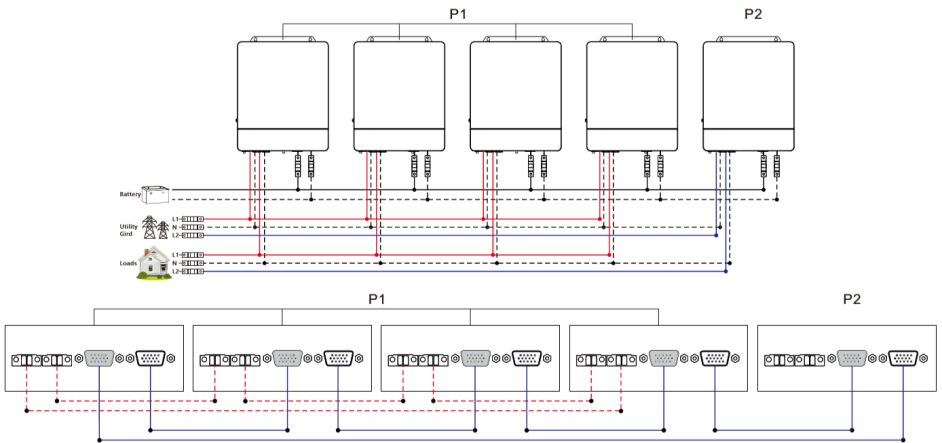 P1 P2
Battery
Utility
Gird
L1
N
L2
Loads
L1
N
L2
P1 P2